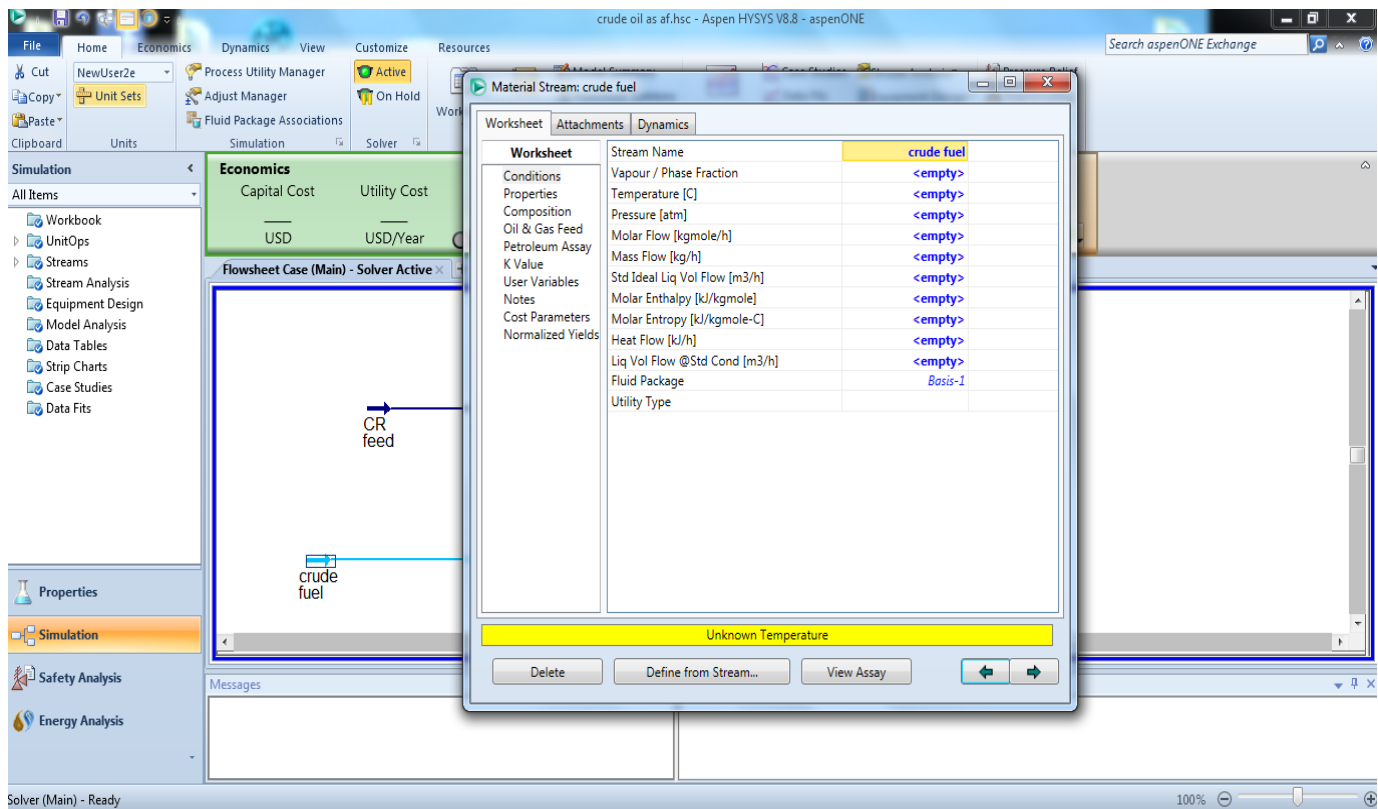 crude oil as af.hsc - Aspen HYSYS V8.8 - aspenONE
File Home Economics Dynamics View Customize Resources
Search aspenONE Exchange
Cut
Copy
Paste
Clipboard
NewUser2e
Unit Sets
Units
Process Utility Manager
Adjust Manager
Fluid Package Associations
Simulation
Active
On Hold
Solver
Simulation
All Items
Workbook
UnitOps
Streams
Stream Analysis
Equipment Design
Model Analysis
Data Tables
Strip Charts
Case Studies
Data Fits
Properties
Simulation
Safety Analysis
Energy Analysis
Economics
Capital Cost Utility Cost
USD USD/Year
Flowsheet Case (Main) - Solver Active
CR
feed
crude
fuel
Messages
Material Stream: crude fuel
Worksheet Attachments Dynamics
Worksheet
Conditions
Properties
Composition
Oil & Gas Feed
Petroleum Assay
K Value
User Variables
Notes
Cost Parameters
Normalized Yields
Stream Name crude fuel
Vapour / Phase Fraction <empty>
Temperature [C] <empty>
Pressure [atm] <empty>
Molar Flow [kgmole/h] <empty>
Mass Flow [kg/h] <empty>
Std Ideal Liq Vol Flow [m3/h] <empty>
Molar Enthalpy [kJ/kgmole] <empty>
Molar Entropy [kJ/kgmole-C] <empty>
Heat Flow [kJ/h] <empty>
Liq Vol Flow @Std Cond [m3/h] <empty>
Fluid Package Basis-1
Utility Type
Unknown Temperature
Delete Define from Stream... View Assay
Solver (Main) - Ready
100%